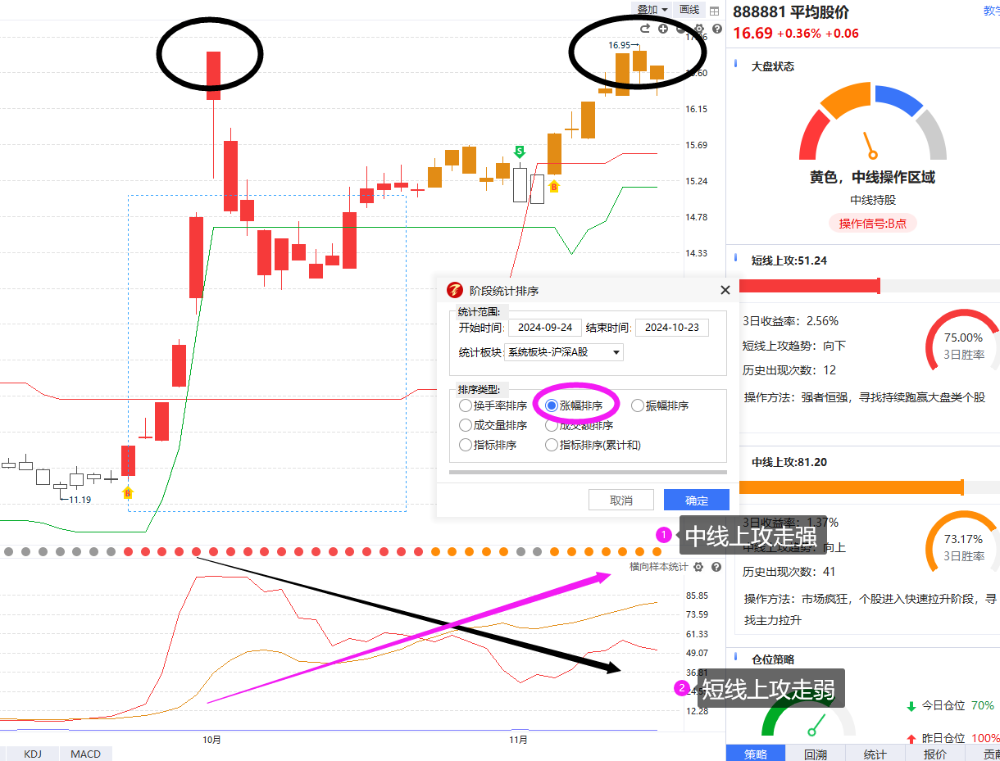 叠加 画线
17.06
16.95
16.60
16.15
15.69
15.24
14.78
14.33
S
B
B
11.19
阶段统计排序
统计范围:
开始时间: 2024-09-24 结束时间: 2024-10-23
统计板块: 系统板块-沪深A股
排序类型:
换手率排序 涨幅排序 振幅排序
成交量排序 成交额排序
指标排序 指标排序(累计和)
取消 确定
1 中线上攻走强
横向样本统计
85.85
73.59
61.33
49.07
36.81
12.28
2 短线上攻走弱
10月 11月
KDJ MACD
888881 平均股价
16.69 +0.36% +0.06
大盘状态
黄色，中线操作区域
中线持股
操作信号:B点
短线上攻:51.24
3日收益率：2.56%
短线上攻趋势：向下
历史出现次数：12
75.00%
3日胜率
操作方法：强者恒强，寻找持续跑赢大盘类个股
中线上攻:81.20
3日收益率：1.37%
中线上攻趋势：向上
历史出现次数：41
73.17%
3日胜率
操作方法：市场疯狂，个股进入快速拉升阶段，寻
找主力拉升
仓位策略
今日仓位 70%
昨日仓位 100%
策略 回溯 统计 报价